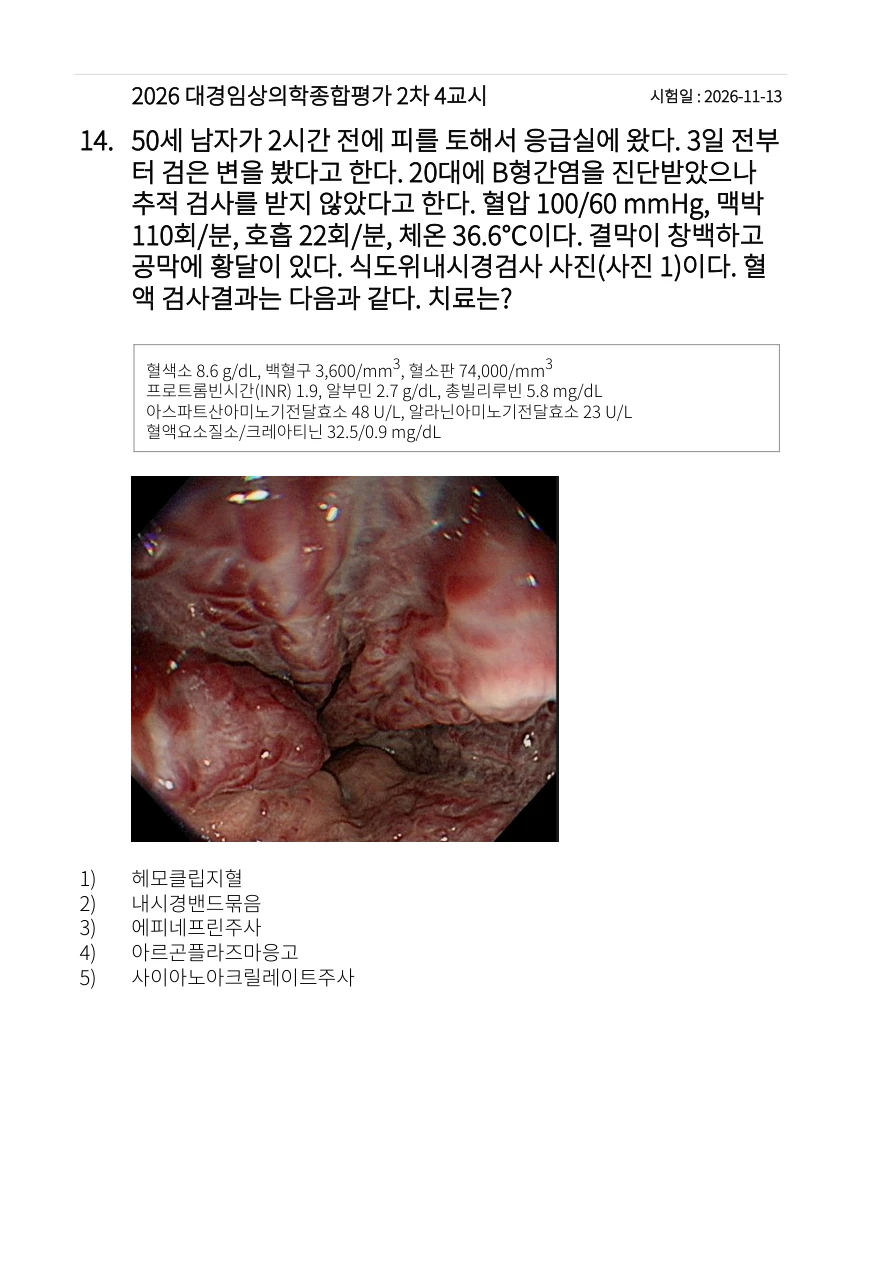 2026 대경임상의학종합평가 2차 4교시
시험일 : 2026-11-13
14. 50세 남자가 2시간 전에 피를 토해서 응급실에 왔다. 3일 전부
터 검은 변을 봤다고 한다. 20대에 B형간염을 진단받았으나
추적 검사를 받지 않았다고 한다. 혈압 100/60 mmHg, 맥박
110회/분, 호흡 22회/분, 체온 36.6℃이다. 결막이 창백하고
공막에 황달이 있다. 식도위내시경검사 사진(사진 1)이다. 혈
액 검사결과는 다음과 같다. 치료는?
혈색소 8.6 g/dL, 백혈구 3,600/mm³, 혈소판 74,000/mm³
프로트롬빈시간(INR) 1.9, 알부민 2.7 g/dL, 총빌리루빈 5.8 mg/dL
아스파트산아미노기전달효소 48 U/L, 알라닌아미노기전달효소 23 U/L
혈액요소질소/크레아티닌 32.5/0.9 mg/dL
1) 헤모클립지혈
2) 내시경밴드묶음
3) 에피네프린주사
4) 아르곤플라즈마응고
5) 사이아노아크릴레이트주사